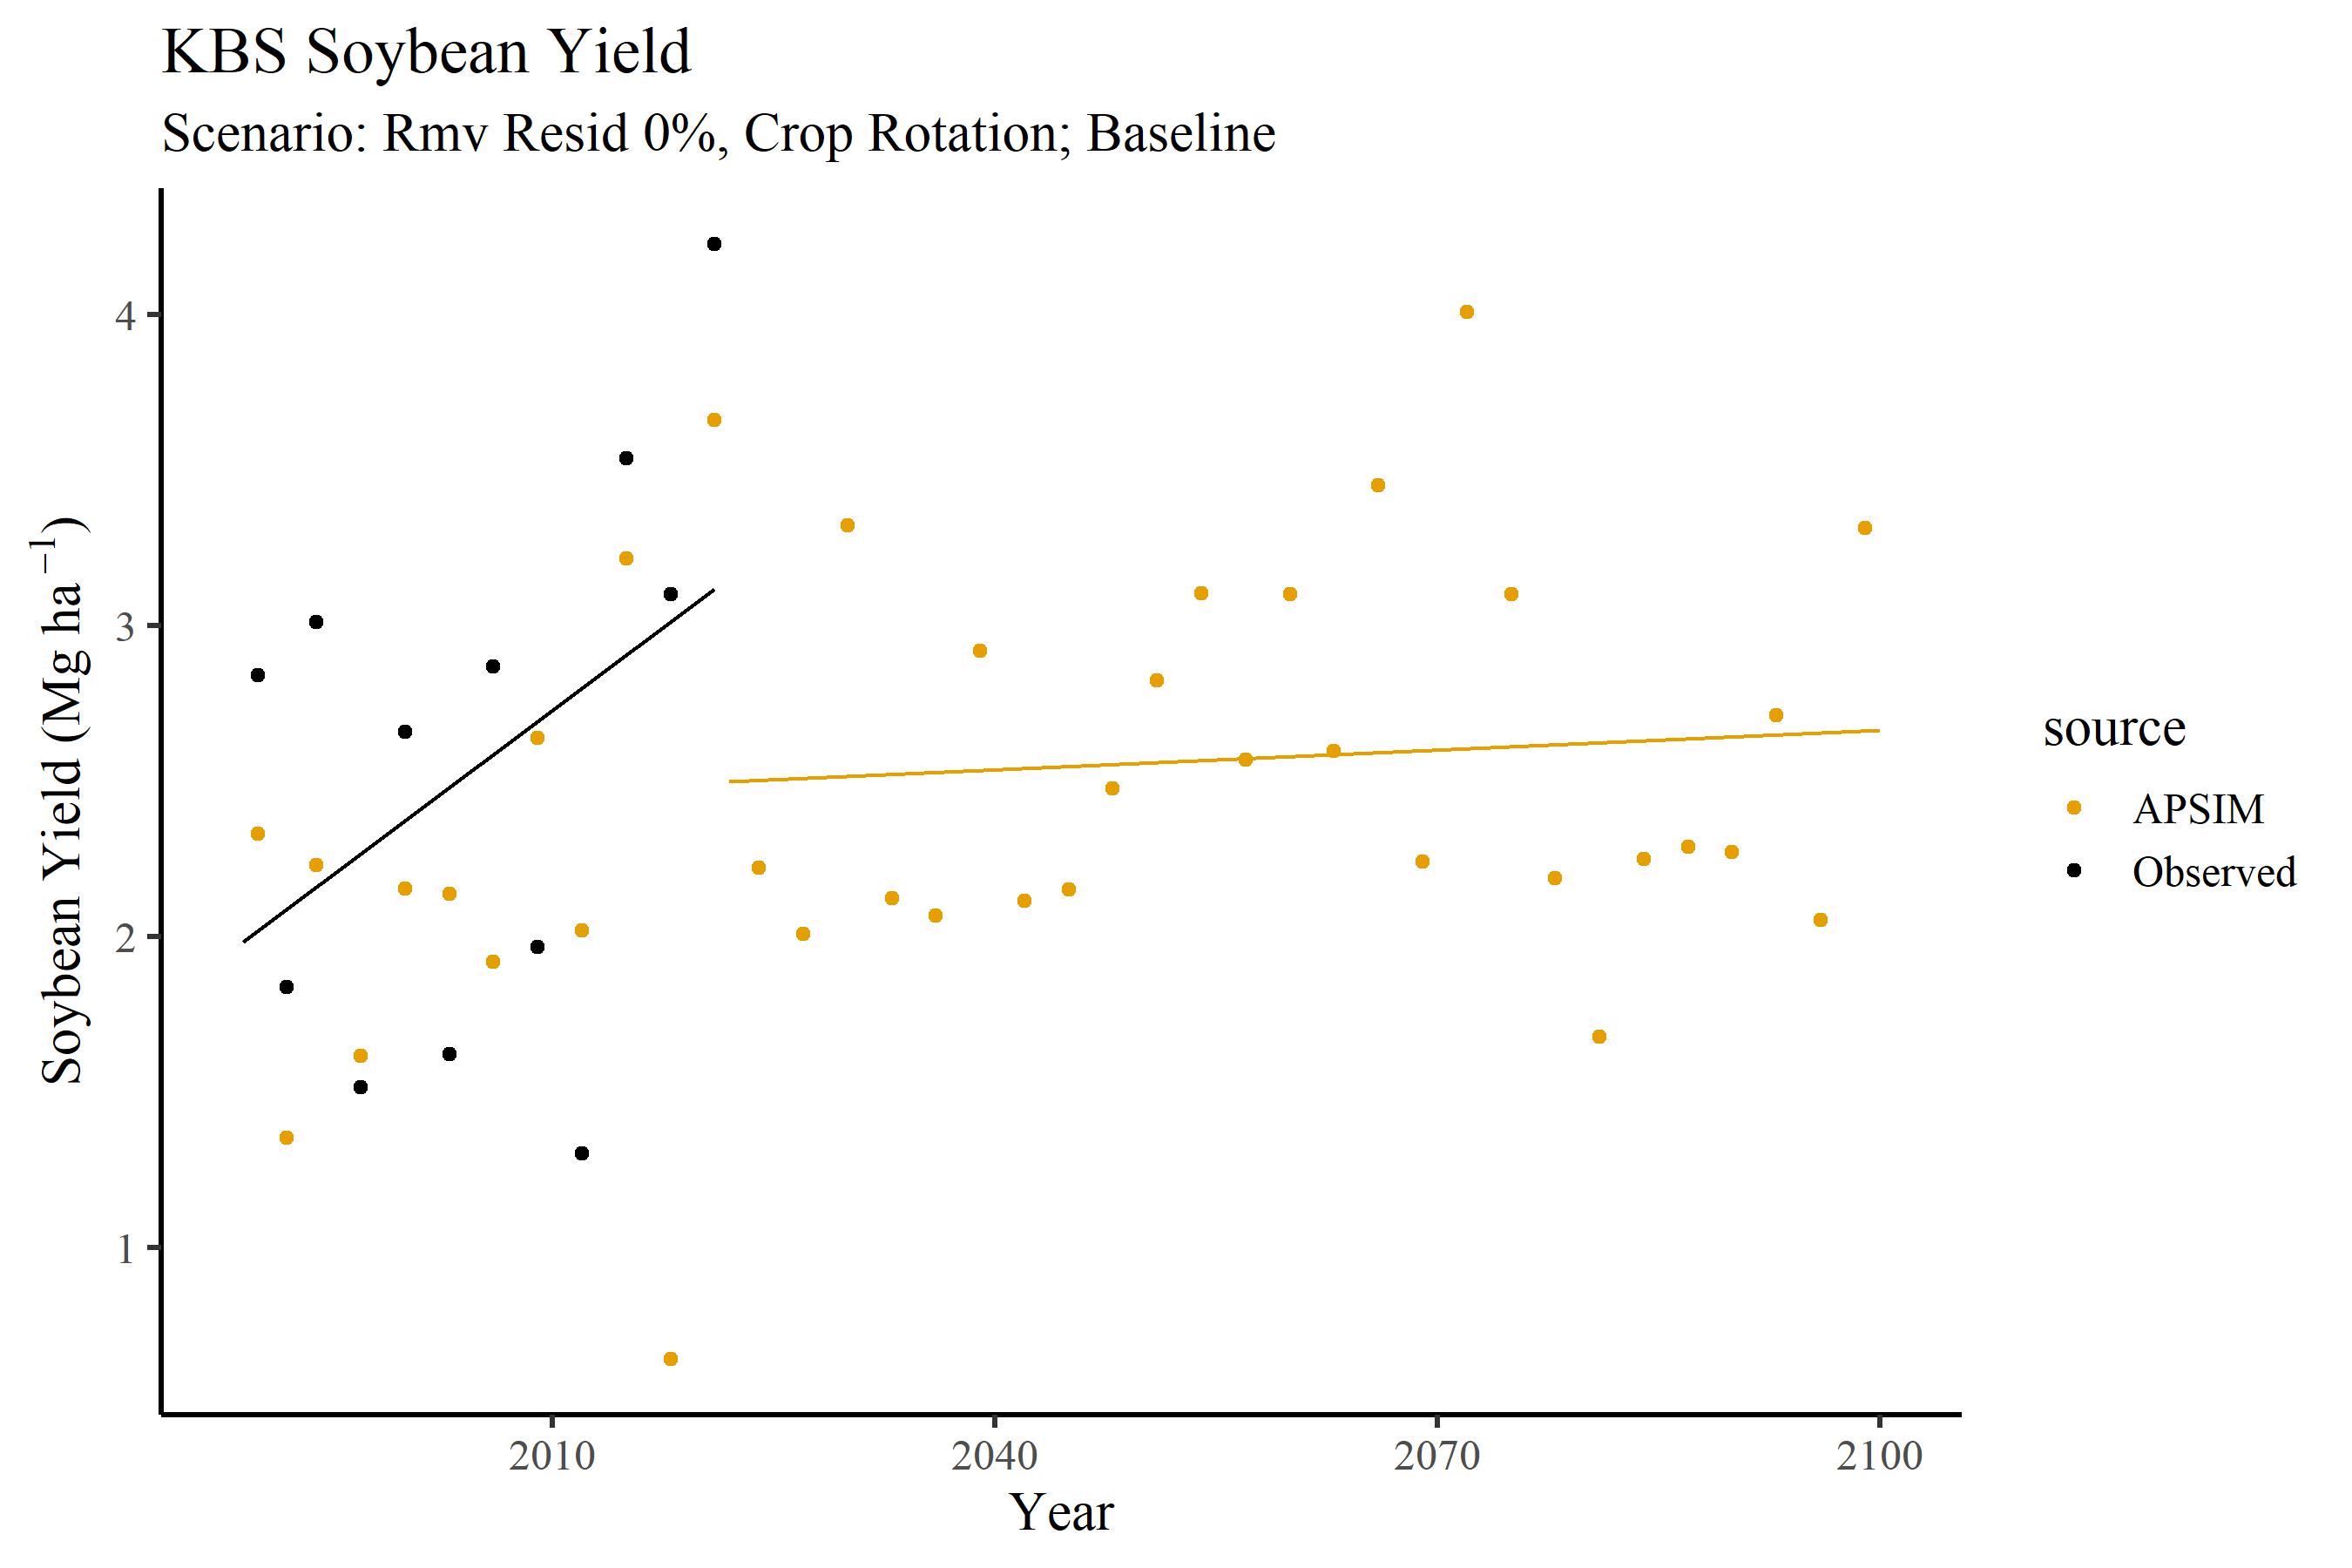 KBS Soybean Yield
Scenario: Rmv Resid 0%, Crop Rotation; Baseline
Soybean Yield (Mg ha⁻¹)
4
3
2
1
2010
2040
2070
2100
Year
source
APSIM
Observed